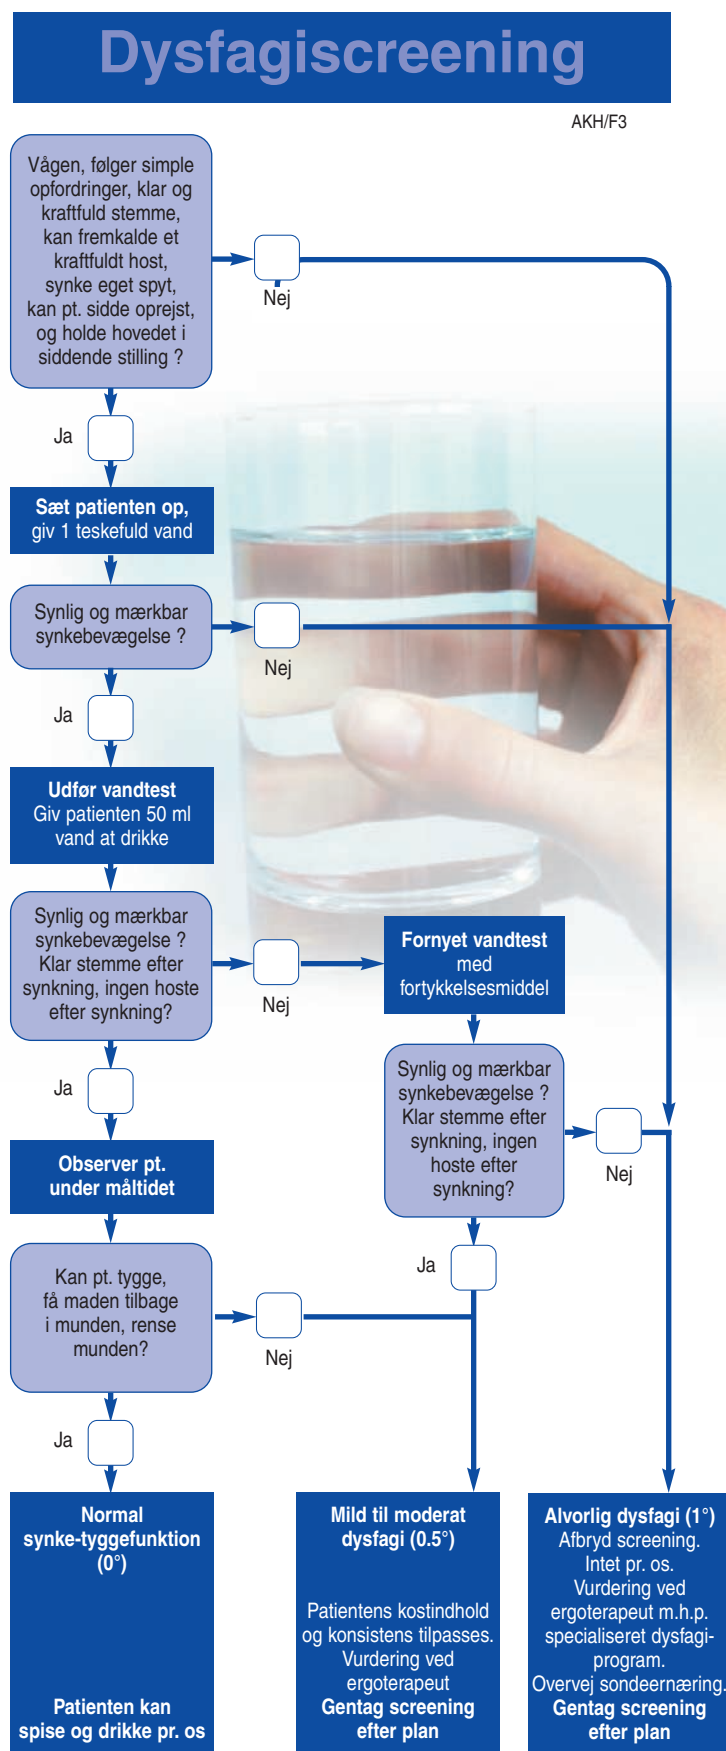 Dysfagiscreening
AKH/F3
Vågen, følger simple
opfordringer, klar og
kraftfuld stemme,
kan fremkalde et
kraftfuldt host,
synke eget spyt,
kan pt. sidde oprejst,
og holde hovedet i
siddende stilling ?
Nej
Ja
Sæt patienten op,
giv 1 teskefuld vand
Synlig og mærkbar
synkebevægelse ?
Nej
Ja
Udfør vandtest
Giv patienten 50 ml
vand at drikke
Synlig og mærkbar
synkebevægelse ?
Klar stemme efter
synkning, ingen hoste
efter synkning?
Nej
Fornyet vandtest
med
fortykkelsesmiddel
Synlig og mærkbar
synkebevægelse ?
Klar stemme efter
synkning, ingen
hoste efter
synkning?
Nej
Ja
Ja
Observer pt.
under måltidet
Kan pt. tygge,
få maden tilbage
i munden, rense
munden?
Nej
Ja
Normal
synke-tyggefunktion
(0°)
Patienten kan
spise og drikke pr. os
Mild til moderat
dysfagi (0.5°)
Patientens kostindhold
og konsistens tilpasses.
Vurdering ved
ergoterapeut
Gentag screening
efter plan
Alvorlig dysfagi (1°)
Afbryd screening.
Intet pr. os.
Vurdering ved
ergoterapeut m.h.p.
specialiseret dysfagi-
program.
Overvej sondeernæring.
Gentag screening
efter plan